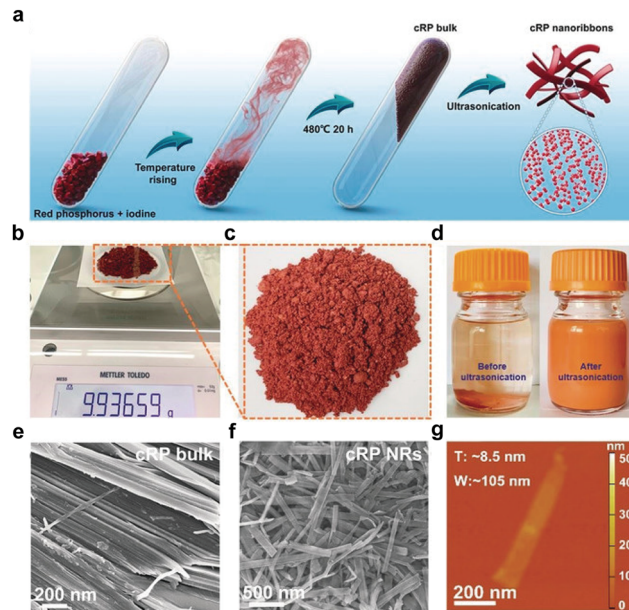 a
cRP bulk
cRP nanoribbons
Ultrasonication
480℃ 20 h
Temperature
rising
Red phosphorus + iodine
b
c
d
METTLER TOLEDO
9.93659 g
Before
ultrasonication
After
ultrasonication
e
cRP bulk
200 nm
f
cRP NRs
500 nm
g
T: ~8.5 nm
W:~105 nm
200 nm
nm
50
40
30
20
10
0